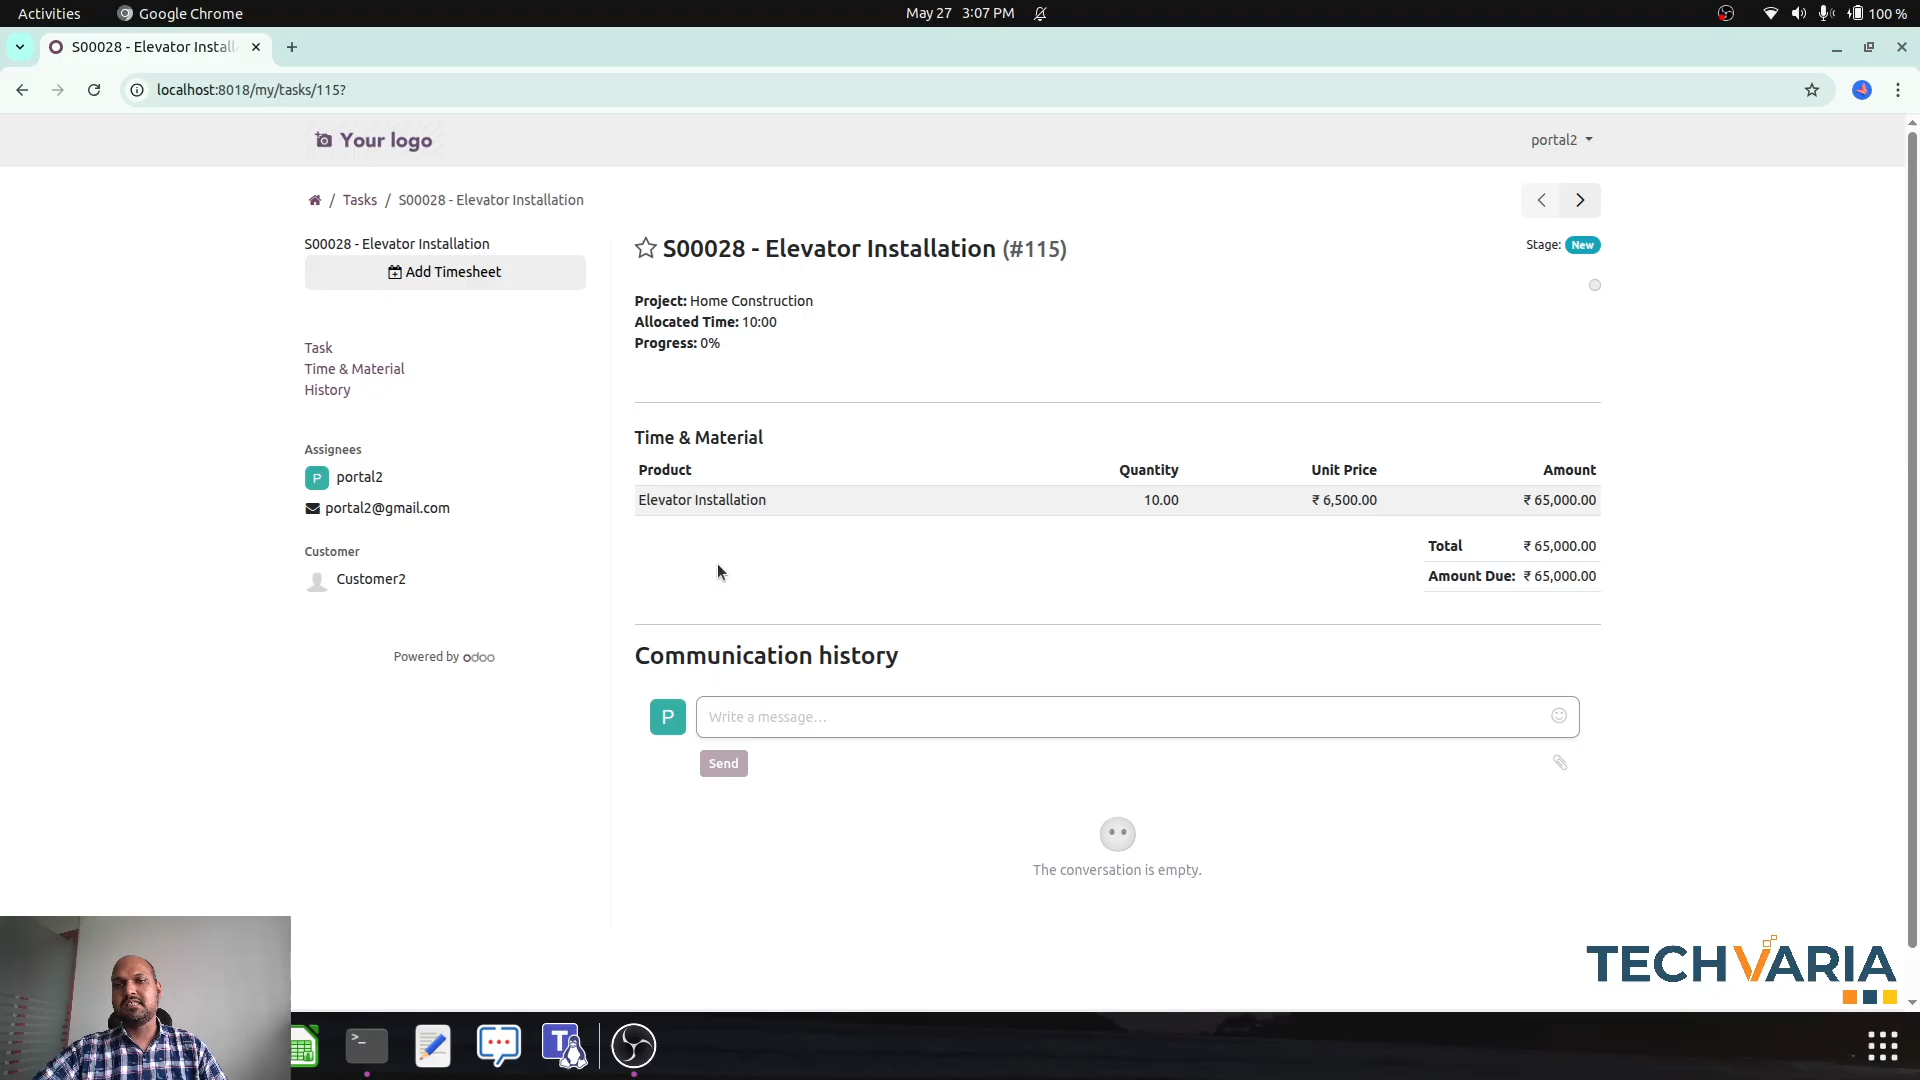 Activities
Google Chrome
May 27 3:07 PM
100 %
S00028 - Elevator Install
localhost:8018/my/tasks/115?
Your logo
portal2
/ Tasks / S00028 - Elevator Installation
S00028 - Elevator Installation
Add Timesheet
Task
Time & Material
History
Assignees
P portal2
portal2@gmail.com
Customer
Customer2
Powered by odoo
S00028 - Elevator Installation (#115)
Stage: New
Project: Home Construction
Allocated Time: 10:00
Progress: 0%
Time & Material
Product Quantity Unit Price Amount
Elevator Installation 10.00 ₹ 6,500.00 ₹ 65,000.00
Total ₹ 65,000.00
Amount Due: ₹ 65,000.00
Communication history
P Write a message...
Send
The conversation is empty.
TECHVARIA
T